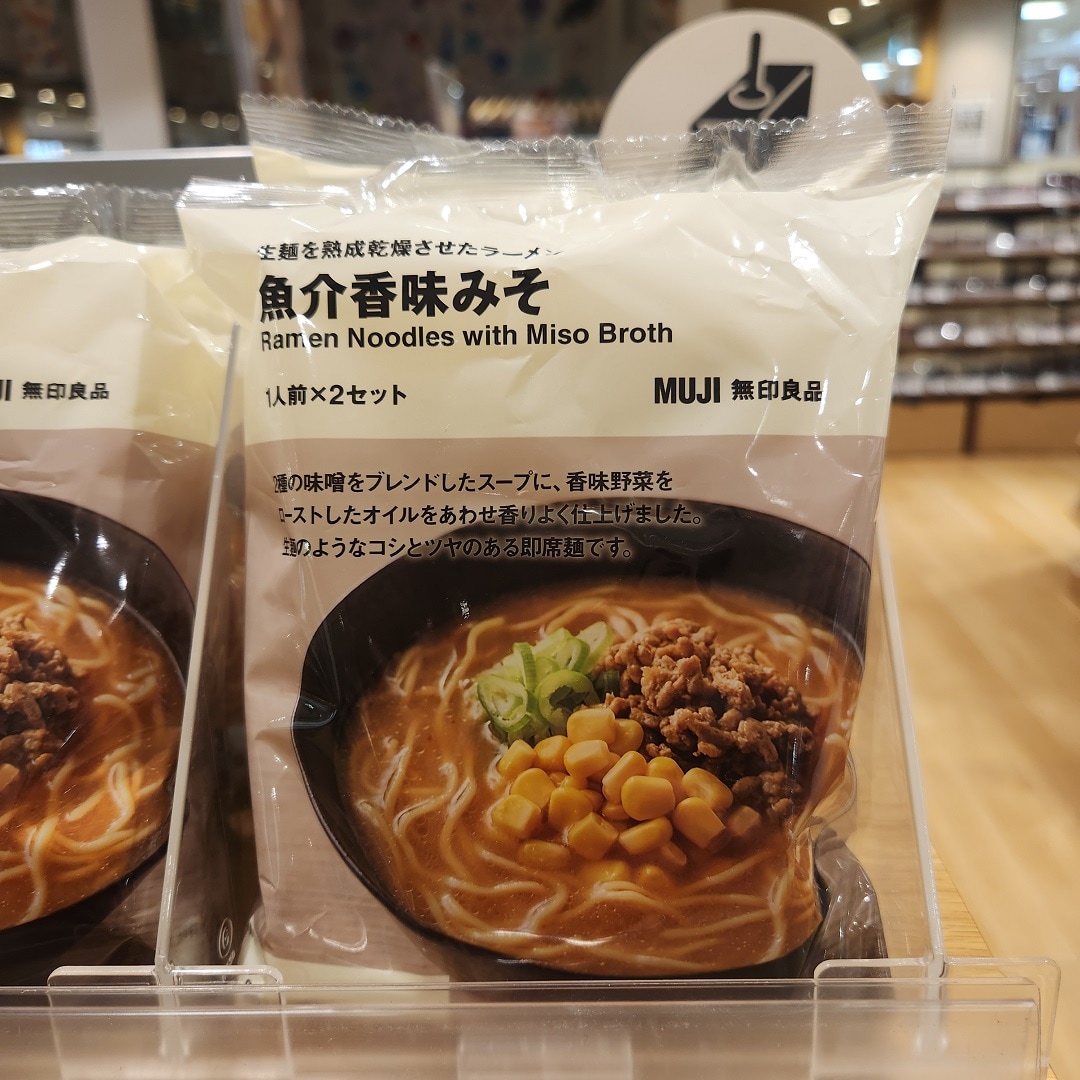 生麺を熟成乾燥させたラーメン
魚介香味みそ
Ramen Noodles with Miso Broth
1人前×2セット
MUJI 無印良品
2種の味噌をブレンドしたスープに、香味野菜を
ローストしたオイルをあわせ香りよく仕上げました。
生麺のようなコシとツヤのある即席麺です。
無印良品